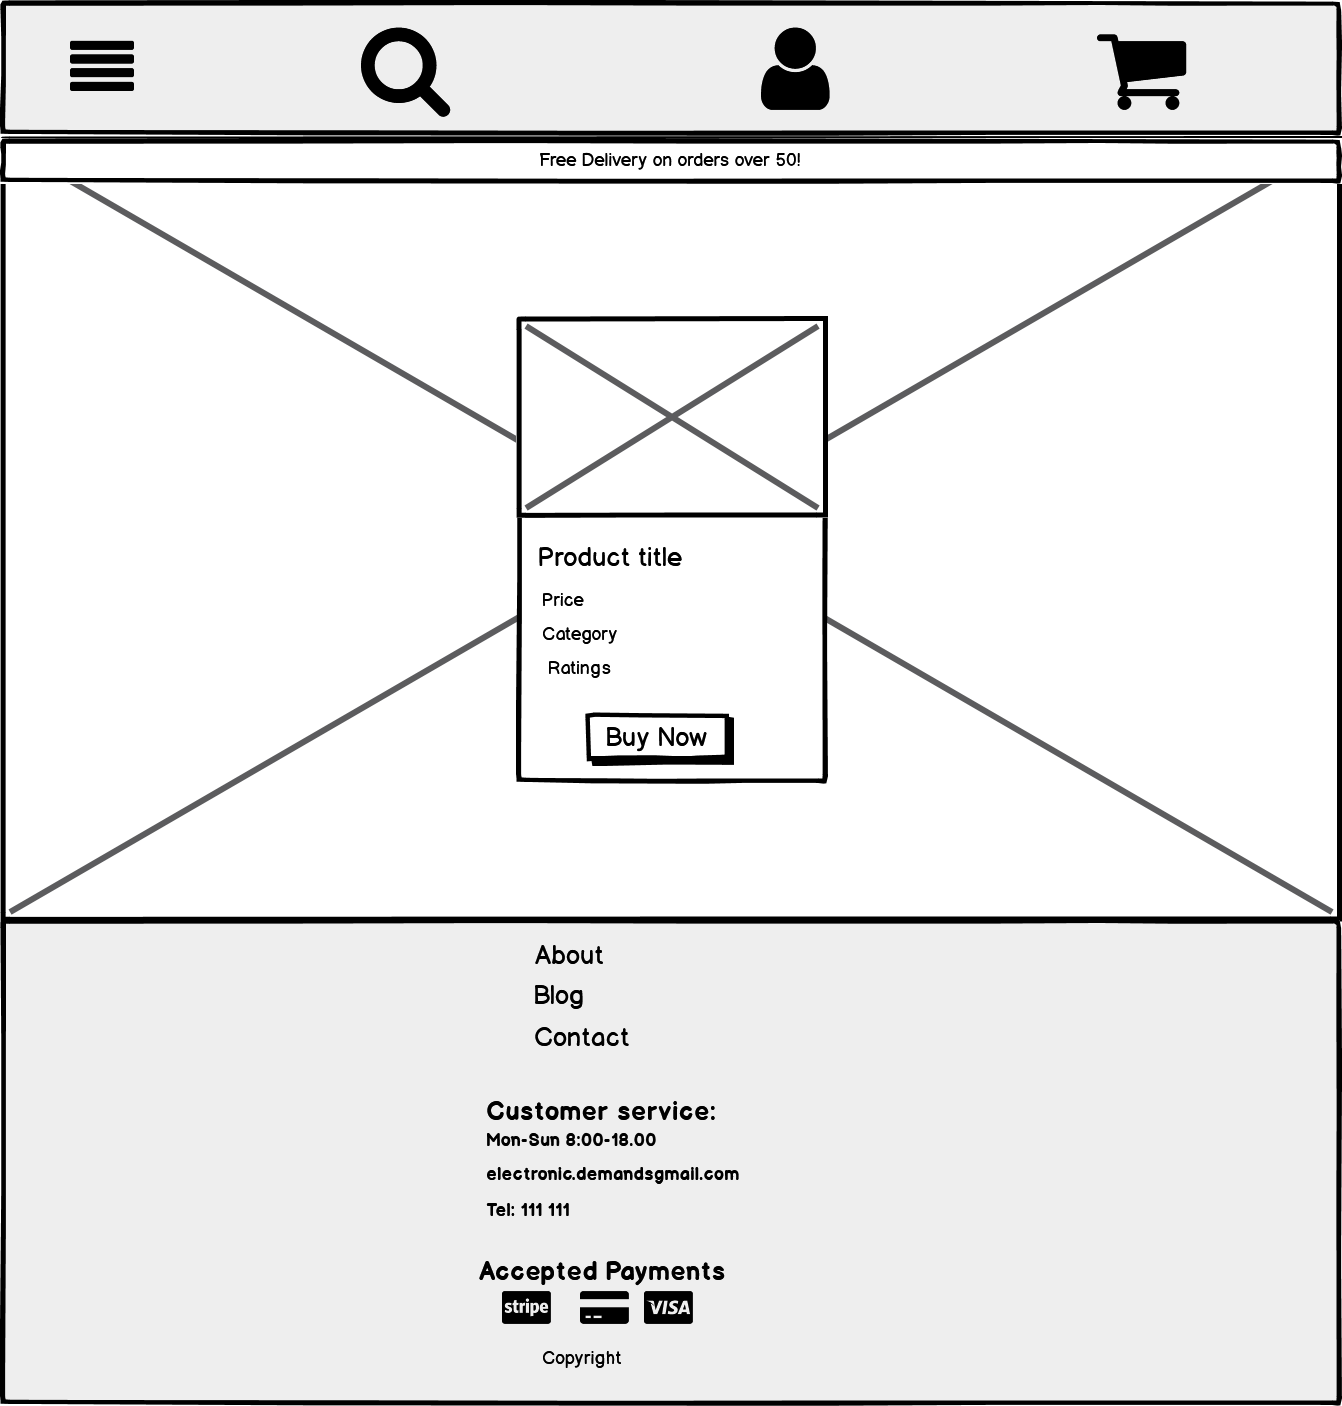 Free Delivery on orders over 50!
Product title
Price
Category
Ratings
Buy Now
About
Blog
Contact
Customer service:
Mon-Sun 8:00-18.00
electronic.demandsgmail.com
Tel: 111 111
Accepted Payments
stripe VISA
Copyright